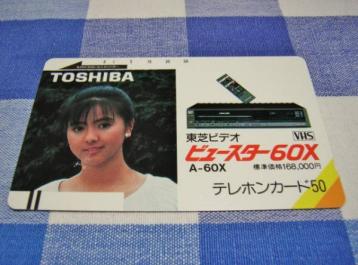 TOSHIBA
東芝ビデオ
VHS
ビュースター60X
A-60X 標準価格168,000円
テレホンカード50